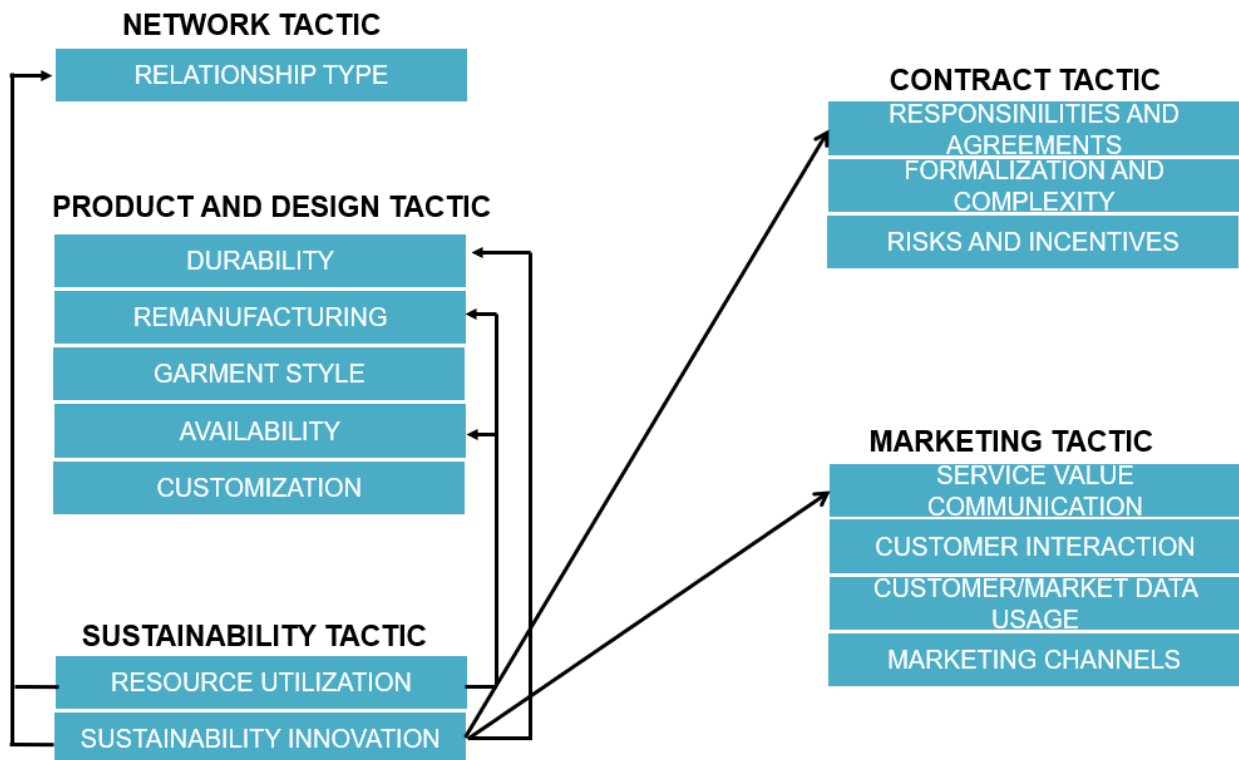 NETWORK TACTIC
RELATIONSHIP TYPE
PRODUCT AND DESIGN TACTIC
DURABILITY
REMANUFACTURING
GARMENT STYLE
AVAILABILITY
CUSTOMIZATION
SUSTAINABILITY TACTIC
RESOURCE UTILIZATION
SUSTAINABILITY INNOVATION
CONTRACT TACTIC
RESPONSINILITIES AND
AGREEMENTS
FORMALIZATION AND
COMPLEXITY
RISKS AND INCENTIVES
MARKETING TACTIC
SERVICE VALUE
COMMUNICATION
CUSTOMER INTERACTION
CUSTOMER/MARKET DATA
USAGE
MARKETING CHANNELS